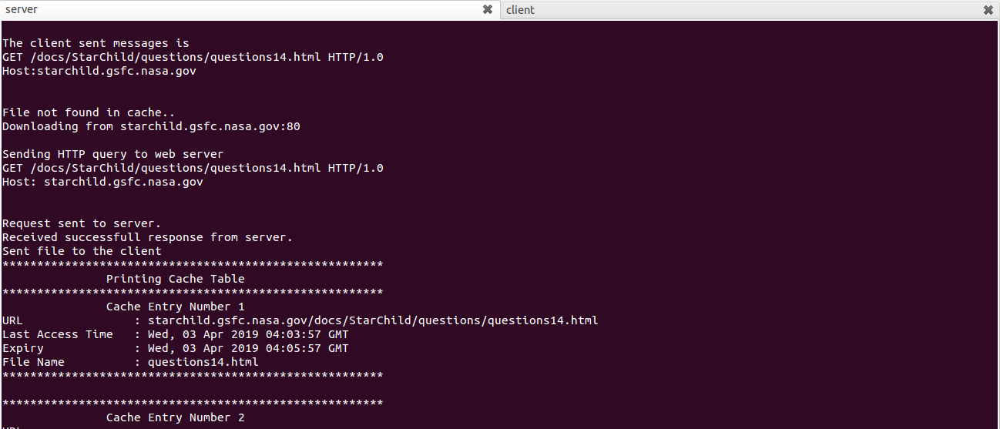 server
client
The client sent messages is
GET /docs/StarChild/questions/questions14.html HTTP/1.0
Host:starchild.gsfc.nasa.gov
File not found in cache..
Downloading from starchild.gsfc.nasa.gov:80
Sending HTTP query to web server
GET /docs/StarChild/questions/questions14.html HTTP/1.0
Host: starchild.gsfc.nasa.gov
Request sent to server.
Received successfull response from server.
Sent file to the client
*******************************************************
Printing Cache Table
*******************************************************
Cache Entry Number 1
URL : starchild.gsfc.nasa.gov/docs/StarChild/questions/questions14.html
Last Access Time : Wed, 03 Apr 2019 04:03:57 GMT
Expiry : Wed, 03 Apr 2019 04:05:57 GMT
File Name : questions14.html
*******************************************************
*******************************************************
Cache Entry Number 2